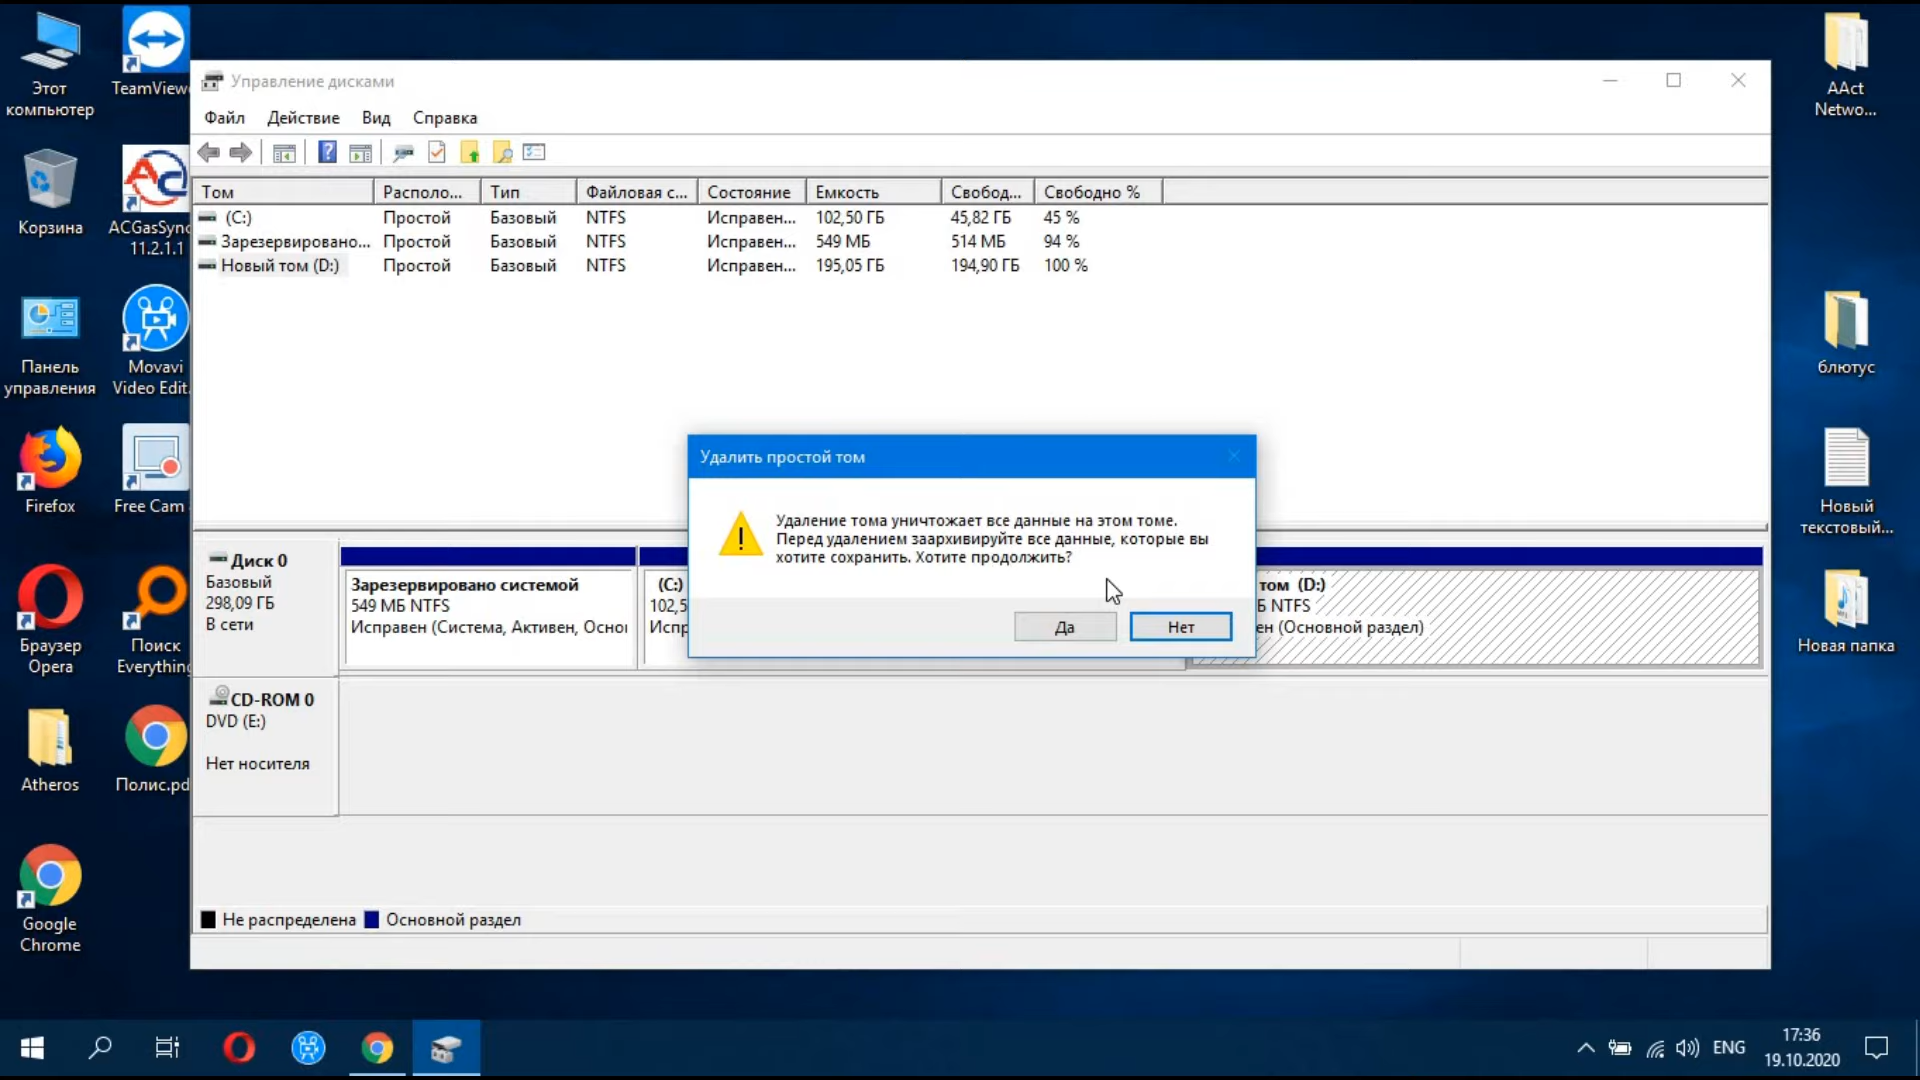 Этот
компьютер
TeamViewe
Корзина
ACGasSync
11.2.1.1
Панель
управления
Movavi
Video Edit.
Firefox
Free Cam
Браузер
Opera
Поиск
Everything
Atheros
Полис.pd
Google
Chrome
AAct
Netwo...
блютус
Новый
текстовый...
Новая папка
Управление дисками
Файл Действие Вид Справка
Том Располо... Тип Файловая с... Состояние Емкость Свобод... Свободно %
(C:) Простой Базовый NTFS Исправен... 102,50 ГБ 45,82 ГБ 45 %
Зарезервировано... Простой Базовый NTFS Исправен... 549 МБ 514 МБ 94 %
Новый том (D:) Простой Базовый NTFS Исправен... 195,05 ГБ 194,90 ГБ 100 %
Удалить простой том
Удаление тома уничтожает все данные на этом томе.
Перед удалением заархивируйте все данные, которые вы
хотите сохранить. Хотите продолжить?
Да Нет
Диск 0
Базовый
298,09 ГБ
В сети
Зарезервировано системой
549 МБ NTFS
Исправен (Система, Активен, Осно
(C:)
102,5
Испр
том (D:)
Б NTFS
ен (Основной раздел)
CD-ROM 0
DVD (E:)
Нет носителя
Не распределена Основной раздел
ENG
17:36
19.10.2020